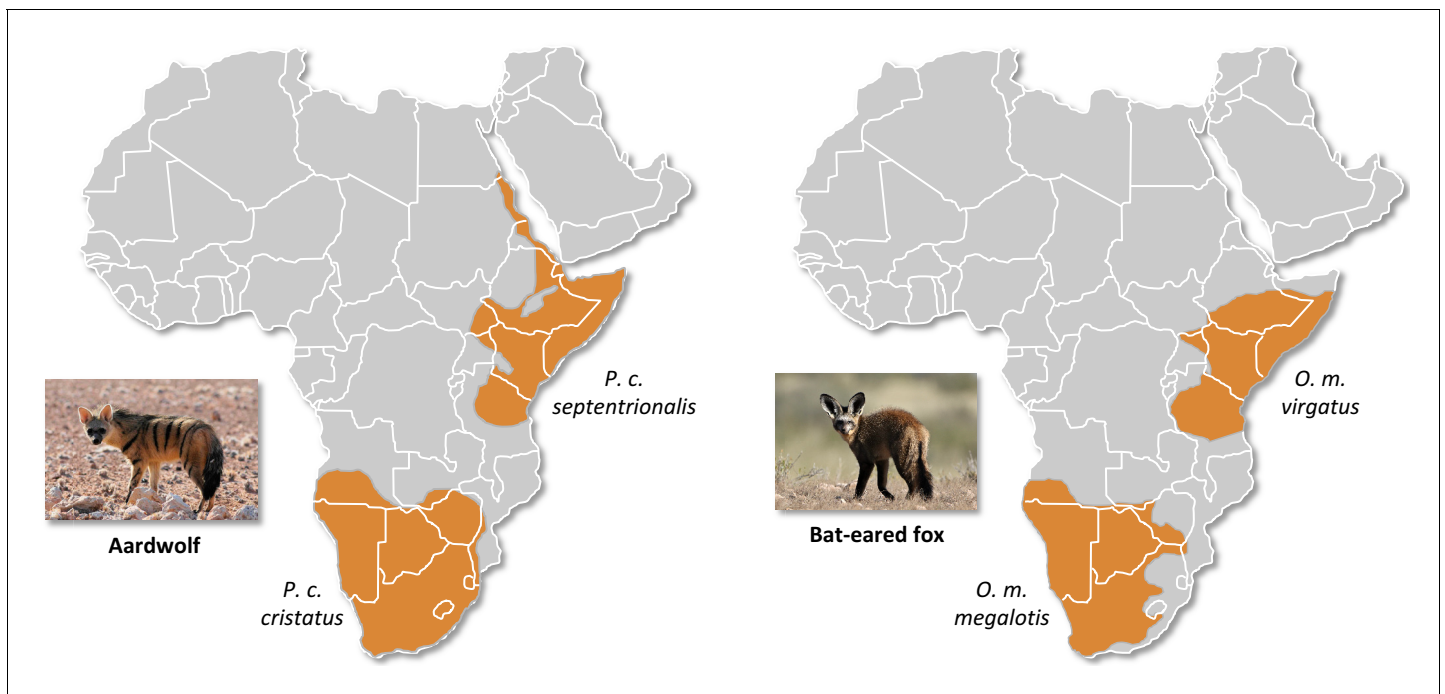 P. c.
septentrionalis
Aardwolf
P. c.
cristatus
O. m.
virgatus
Bat-eared fox
O. m.
megalotis